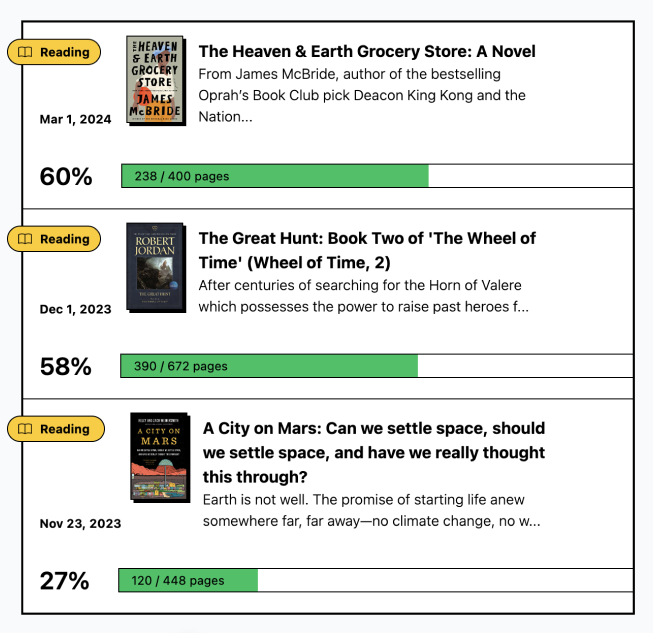 Reading
THE HEAVEN
& EARTH
GROCERY
STORE
JAMES
McBRIDE
The Heaven & Earth Grocery Store: A Novel
From James McBride, author of the bestselling
Oprah's Book Club pick Deacon King Kong and the
Nation...
Mar 1, 2024
60%
238 / 400 pages
Reading
ROBERT
JORDAN
THE GREAT HUNT
The Great Hunt: Book Two of 'The Wheel of
Time' (Wheel of Time, 2)
After centuries of searching for the Horn of Valere
which possesses the power to raise past heroes f...
Dec 1, 2023
58%
390 / 672 pages
Reading
A CITY ON
MARS
A City on Mars: Can we settle space, should
we settle space, and have we really thought
this through?
Earth is not well. The promise of starting life anew
somewhere far, far away—no climate change, no w...
Nov 23, 2023
27%
120 / 448 pages